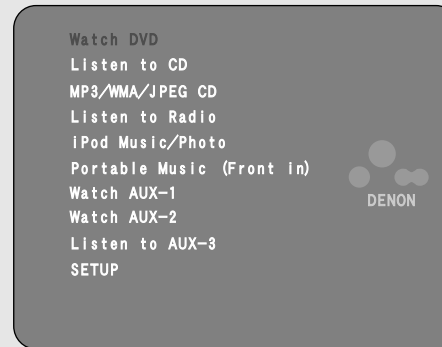 Watch DVD
Listen to CD
MP3/WMA/JPEG CD
Listen to Radio
iPod Music/Photo
Portable Music (Front in)
Watch AUX-1
Watch AUX-2
Listen to AUX-3
SETUP
DENON